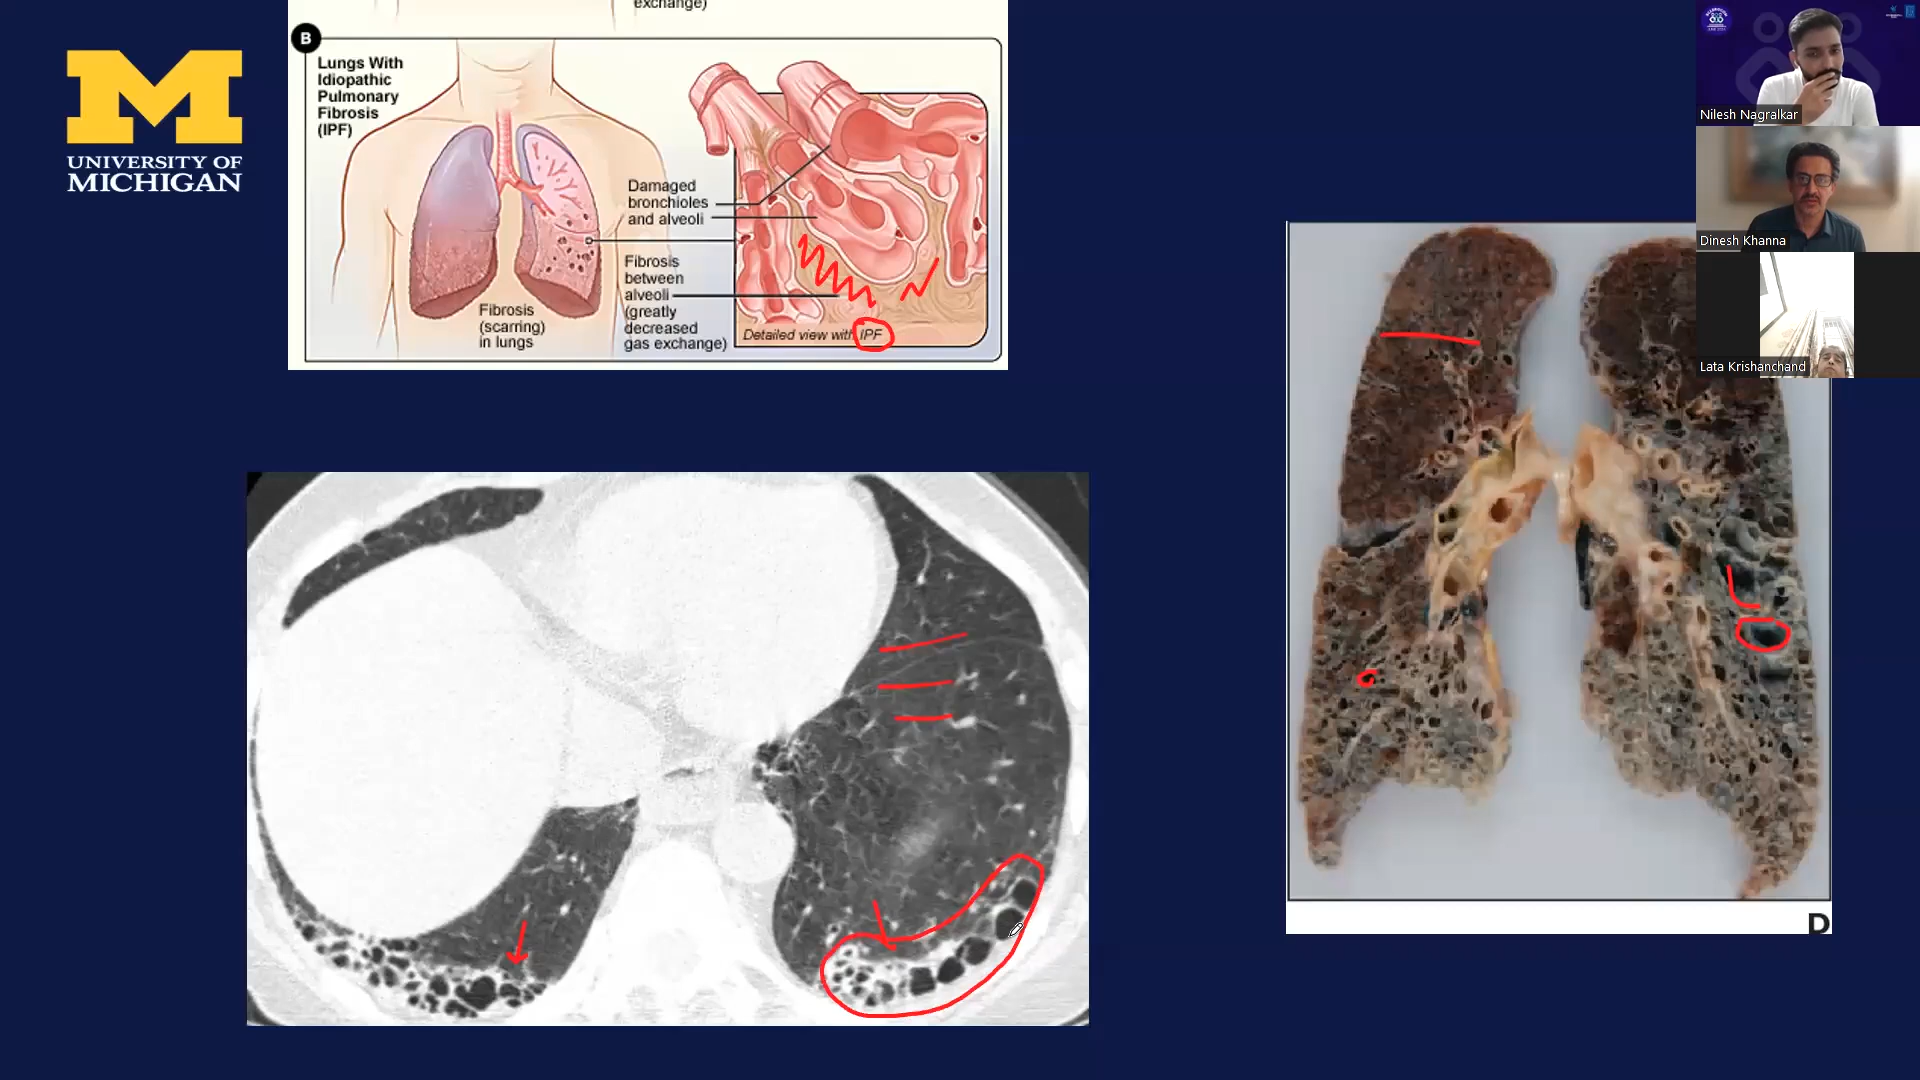 exchange)
B
Lungs With
Idiopathic
Pulmonary
Fibrosis
(IPF)
Damaged
bronchioles
and alveoli
Fibrosis
between
alveoli
(greatly
decreased
gas exchange)
Fibrosis
(scarring)
in lungs
Detailed view with IPF
M
UNIVERSITY OF
MICHIGAN
Nilesh Nagralkar
Dinesh Khanna
Lata Krishanchand
D